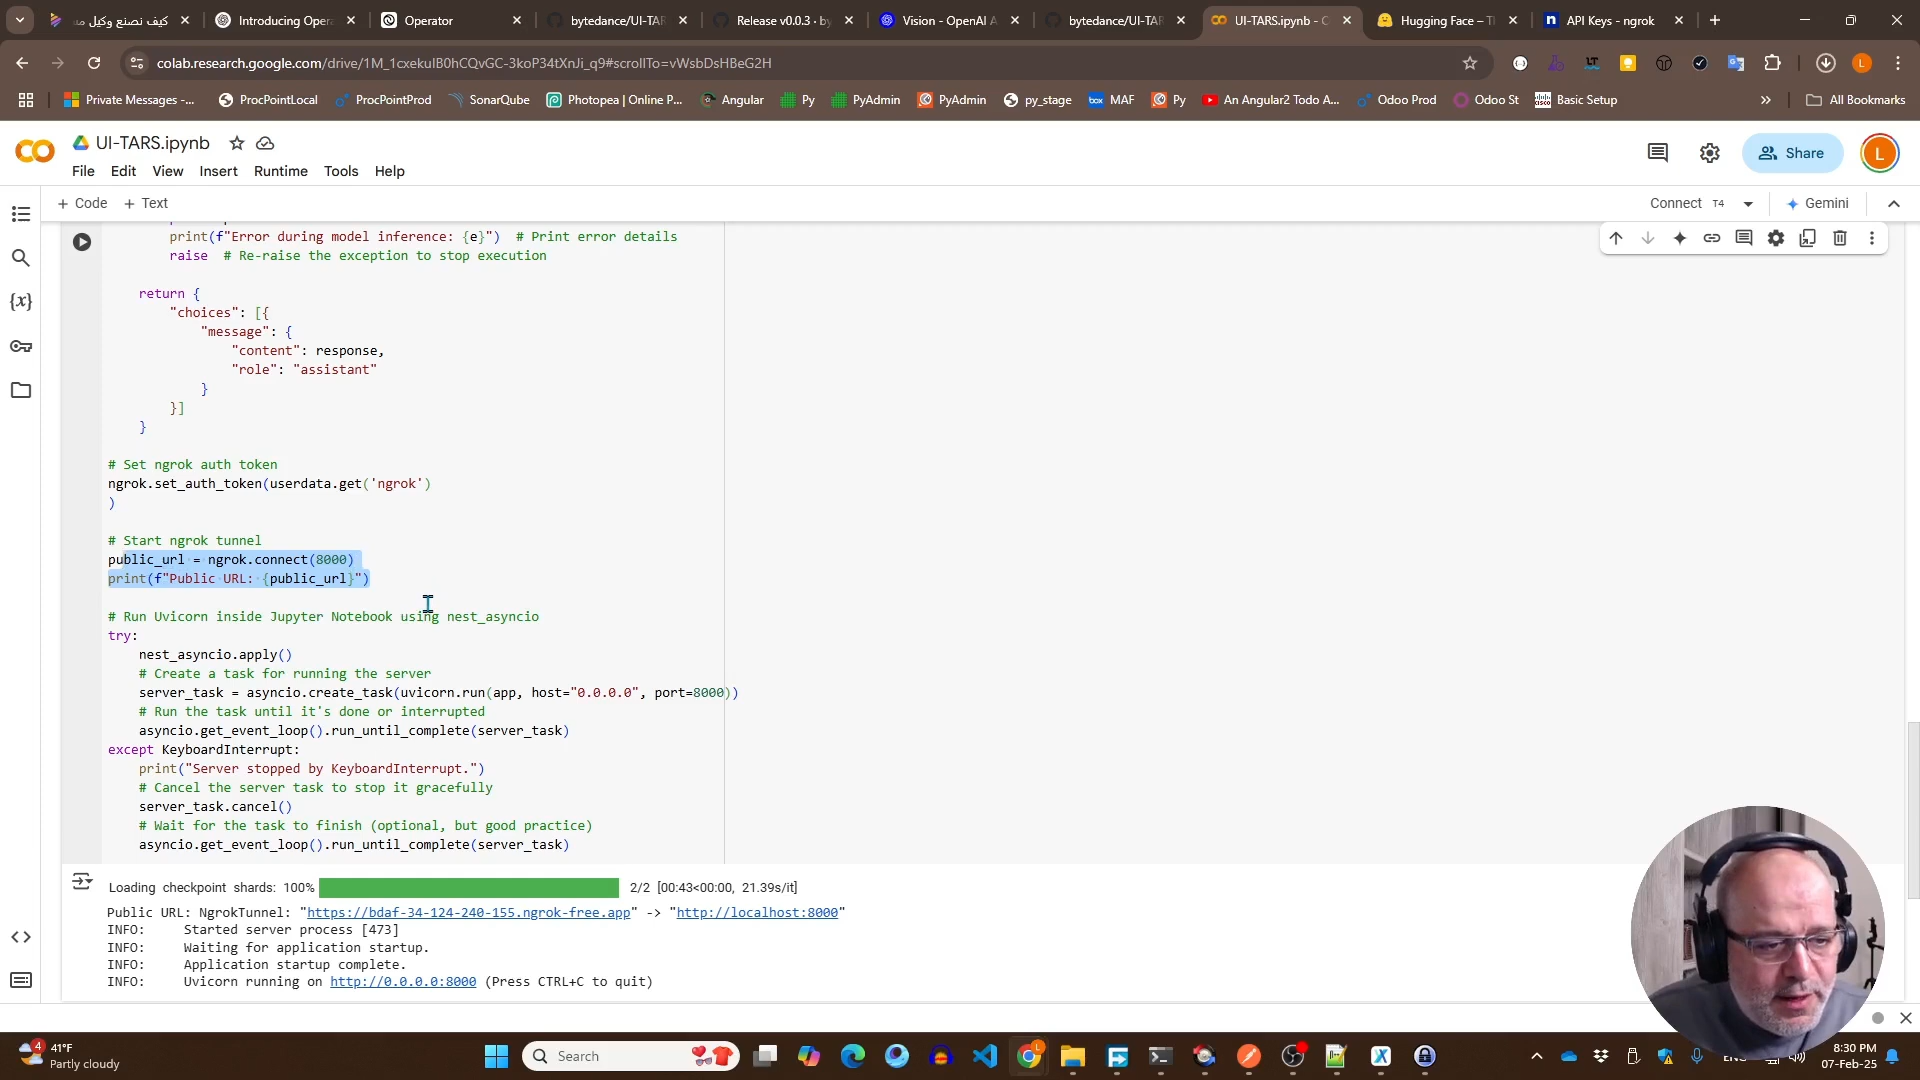 كيف نصنع وكيل مه
Introducing Oper
Operator
bytedance/UI-TAR
Release v0.0.3 · by
Vision - OpenAI A
bytedance/UI-TAR
UI-TARS.ipynb - C
Hugging Face – T
API Keys - ngrok
colab.research.google.com/drive/1M_1cxekuIB0hCQvGC-3koP34tXnJi_q9#scrollTo=vWsbDsHBeG2H
L
Private Messages -...
ProcPointLocal
ProcPointProd
SonarQube
Photopea | Online P...
Angular
Py
PyAdmin
PyAdmin
py_stage
box
MAF
Py
An Angular2 Todo A...
Odoo Prod
Odoo St
Basic Setup
All Bookmarks
UI-TARS.ipynb
File Edit View Insert Runtime Tools Help
Share
L
+ Code + Text
Connect T4
Gemini
print(f"Error during model inference: {e}")  # Print error details
raise  # Re-raise the exception to stop execution
return {
"choices": [{
"message": {
"content": response,
"role": "assistant"
}
}]
}
# Set ngrok auth token
ngrok.set_auth_token(userdata.get('ngrok')
)
# Start ngrok tunnel
public_url = ngrok.connect(8000)
print(f"Public URL: {public_url}")
# Run Uvicorn inside Jupyter Notebook using nest_asyncio
try:
nest_asyncio.apply()
# Create a task for running the server
server_task = asyncio.create_task(uvicorn.run(app, host="0.0.0.0", port=8000))
# Run the task until it's done or interrupted
asyncio.get_event_loop().run_until_complete(server_task)
except KeyboardInterrupt:
print("Server stopped by KeyboardInterrupt.")
# Cancel the server task to stop it gracefully
server_task.cancel()
# Wait for the task to finish (optional, but good practice)
asyncio.get_event_loop().run_until_complete(server_task)
Loading checkpoint shards: 100% 2/2 [00:43<00:00, 21.39s/it]
Public URL: NgrokTunnel: "https://bdaf-34-124-240-155.ngrok-free.app" -> "http://localhost:8000"
INFO:     Started server process [473]
INFO:     Waiting for application startup.
INFO:     Application startup complete.
INFO:     Uvicorn running on http://0.0.0.0:8000 (Press CTRL+C to quit)
4
41°F
Partly cloudy
Search
8:30 PM
07-Feb-25